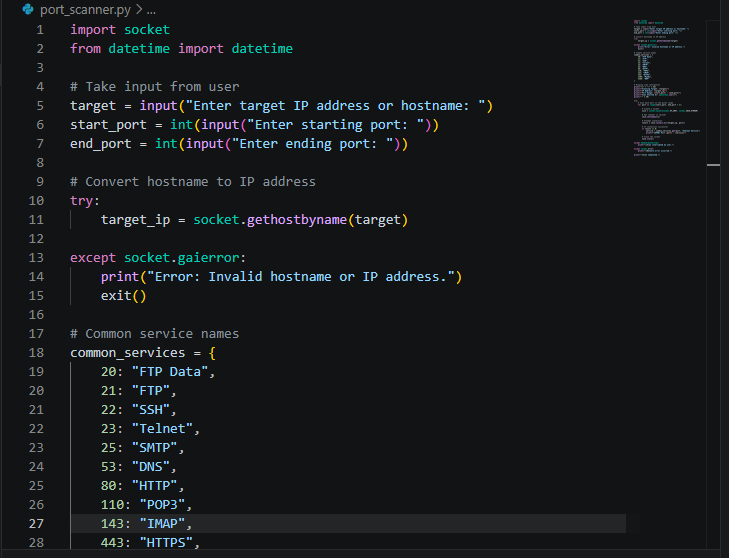 port_scanner.py > ...
1 import socket
2 from datetime import datetime
3
4 # Take input from user
5 target = input("Enter target IP address or hostname: ")
6 start_port = int(input("Enter starting port: "))
7 end_port = int(input("Enter ending port: "))
8
9 # Convert hostname to IP address
10 try:
11     target_ip = socket.gethostbyname(target)
12
13 except socket.gaierror:
14     print("Error: Invalid hostname or IP address.")
15     exit()
16
17 # Common service names
18 common_services = {
19     20: "FTP Data",
20     21: "FTP",
21     22: "SSH",
22     23: "Telnet",
23     25: "SMTP",
24     53: "DNS",
25     80: "HTTP",
26     110: "POP3",
27     143: "IMAP",
28     443: "HTTPS",